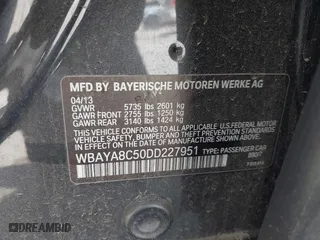 MFD BY BAYERISCHE MOTOREN WERKE AG
04/13
GVWR 5735 lbs 2601 kg
GAWR FRONT 2755 lbs 1250 kg
GAWR REAR 3140 lbs 1424 kg
THIS VEHICLE CONFORMS TO ALL APPLICABLE U.S. FEDERAL MOTOR
VEHICLE SAFETY, BUMPER AND THEFT PREVENTION
STANDARDS IN EFFECT ON THE DATE OF MANUFACTURE SHOWN ABOVE.
WBAYA8C50DD227951 TYPE: PASSENGER CAR
DREAMBID